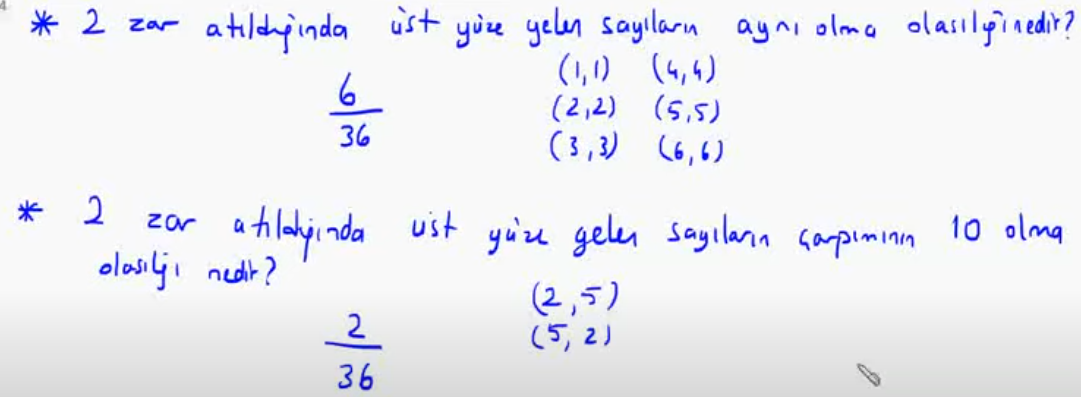 * 2 zar atıldığında üst yüze gelen sayıların aynı olma olasılığı nedir?
6/36
(1,1) (4,4)
(2,2) (5,5)
(3,3) (6,6)
* 2 zar atıldığında üst yüze gelen sayıların çarpımının 10 olma
olasılığı nedir?
(2,5)
2/36
(5,2)